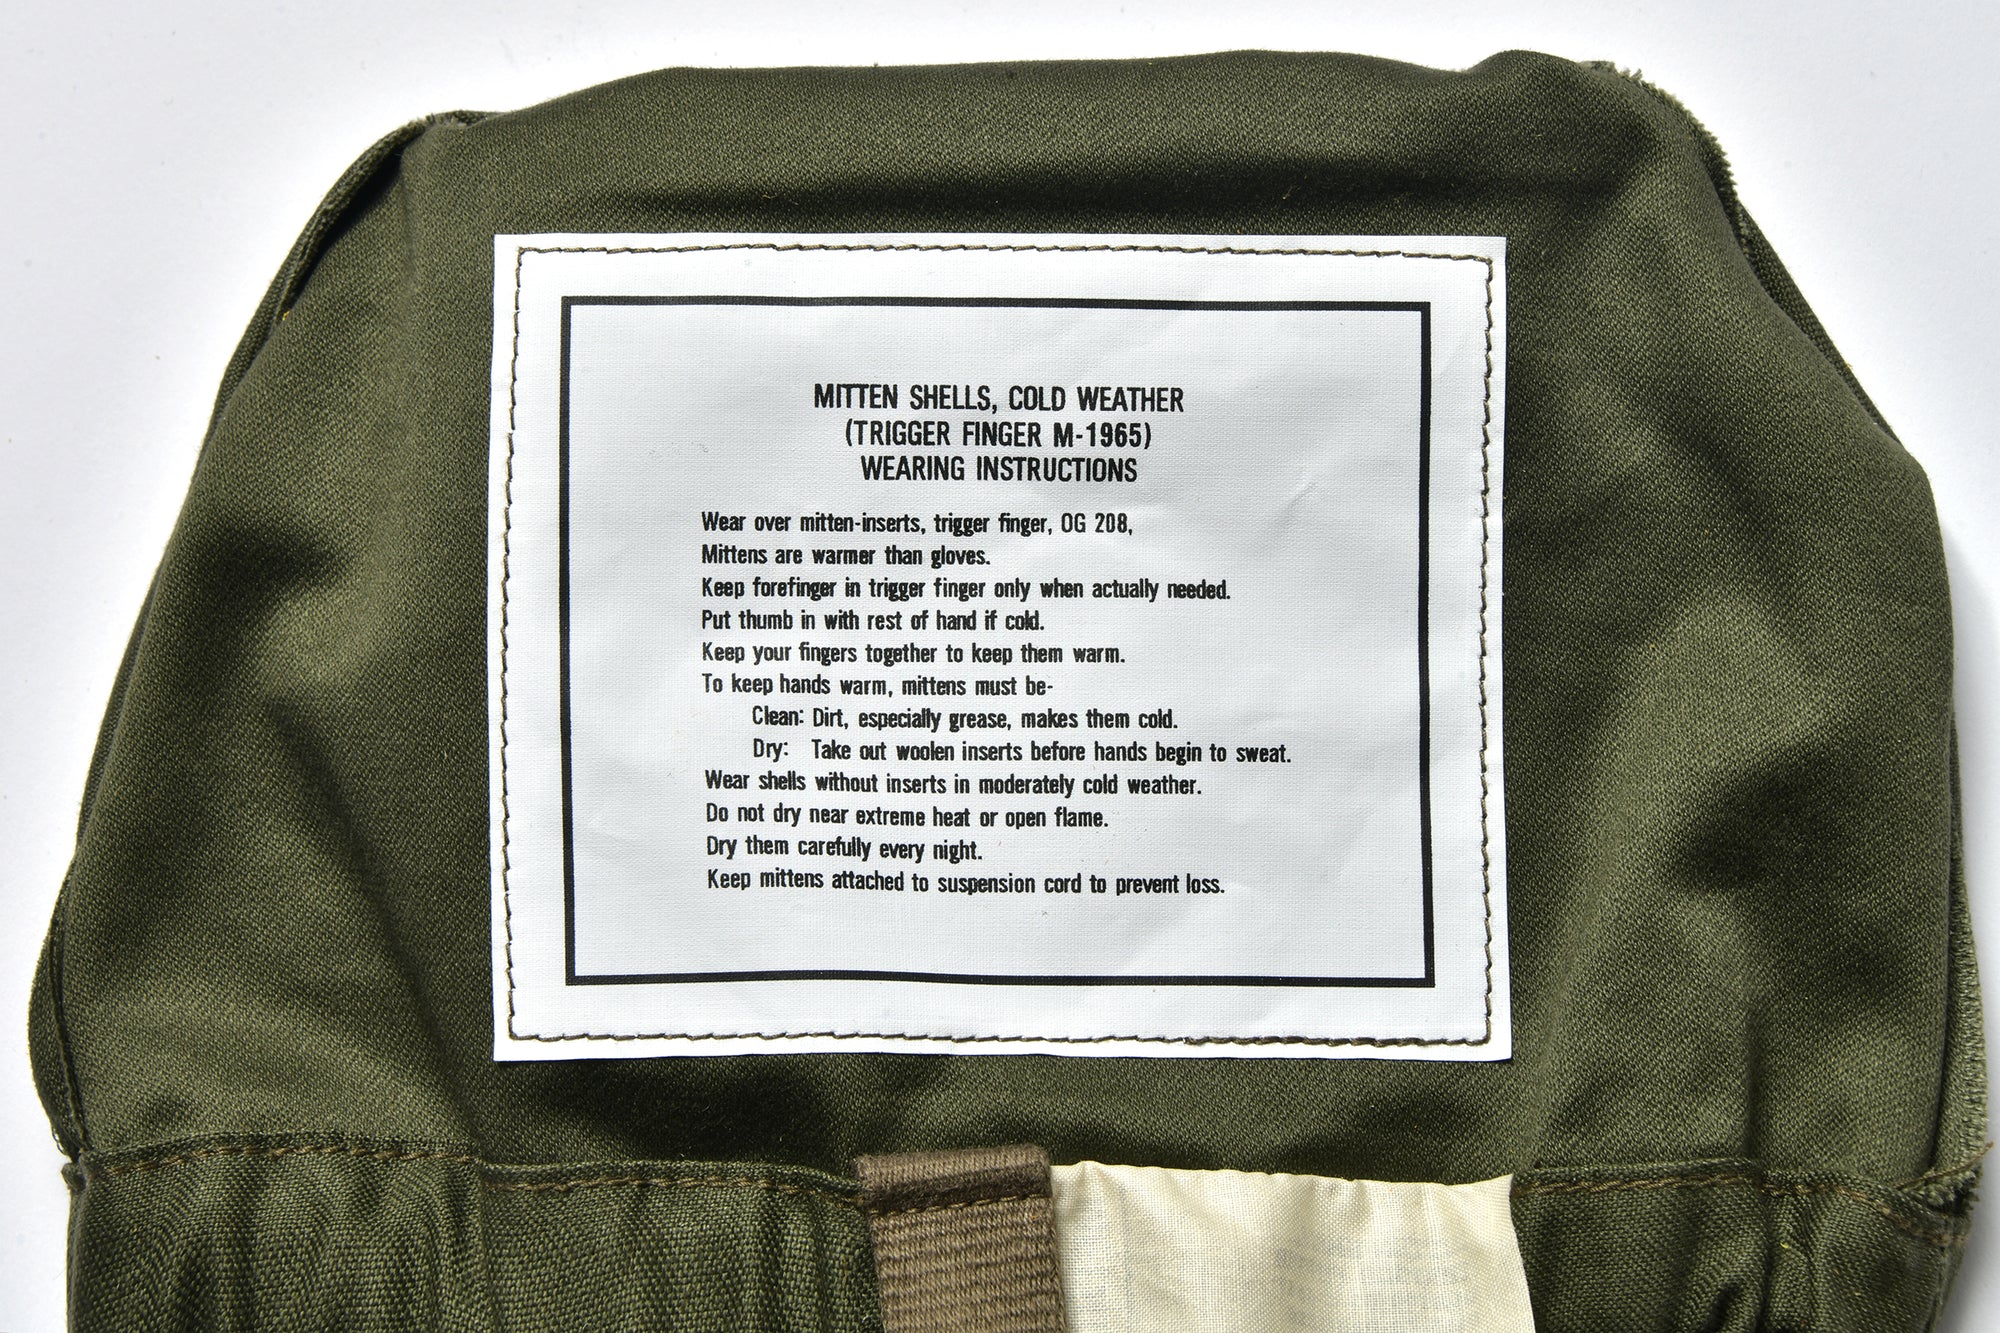 MITTEN SHELLS, COLD WEATHER
(TRIGGER FINGER M-1965)
WEARING INSTRUCTIONS
Wear over mitten-inserts, trigger finger, OG 208,
Mittens are warmer than gloves.
Keep forefinger in trigger finger only when actually needed.
Put thumb in with rest of hand if cold.
Keep your fingers together to keep them warm.
To keep hands warm, mittens must be-
Clean: Dirt, especially grease, makes them cold.
Dry: Take out woolen inserts before hands begin to sweat.
Wear shells without inserts in moderately cold weather.
Do not dry near extreme heat or open flame.
Dry them carefully every night.
Keep mittens attached to suspension cord to prevent loss.